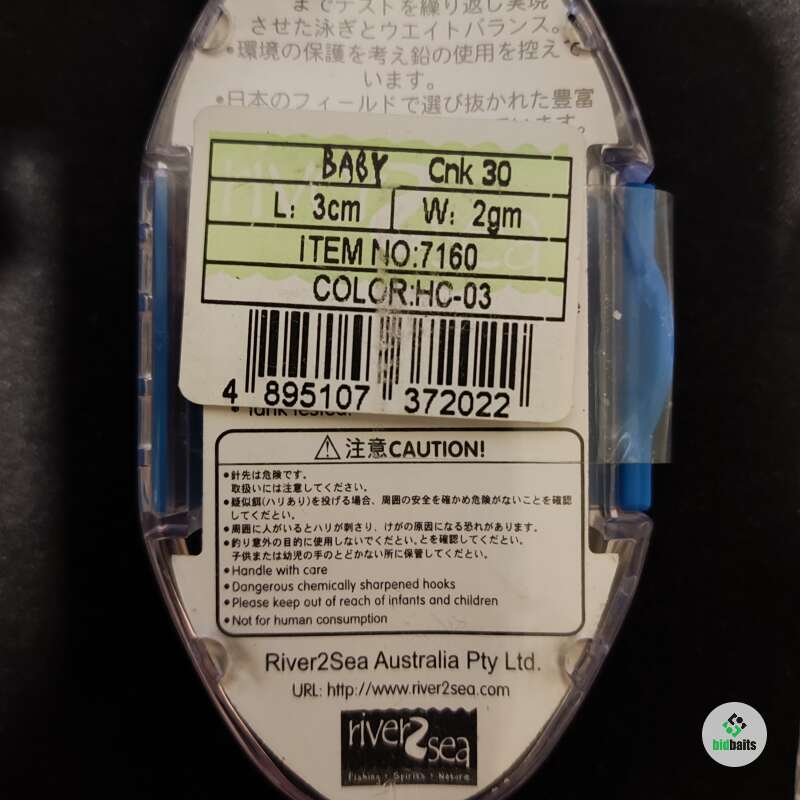 までテストを繰り返し実現
させた泳ぎとウエイトバランス。
•環境の保護を考え鉛の使用を控えて
います。
•日本のフィールドで選び抜かれた豊富
います。
BABY Cnk 30
L: 3cm W: 2gm
ITEM NO:7160
COLOR:HC-03
4 895107 372022
• Tank tested.
⚠ 注意CAUTION!
•針先は危険です。
取扱いには注意してください。
•疑似餌(ハリあり)を投げる場合、周囲の安全を確かめ危険がないことを確認
してください。
•周囲に人がいるとハリが刺さり、けがの原因になる恐れがあります。
•釣り意外の目的に使用しないでください。とを確認してください。
子供または幼児の手のとどかない所に保管してください。
•Handle with care
•Dangerous chemically sharpened hooks
•Please keep out of reach of infants and children
•Not for human consumption
River2Sea Australia Pty Ltd.
URL: http://www.river2sea.com
river2sea
Fishing • Spirits • Nature
bidbaits